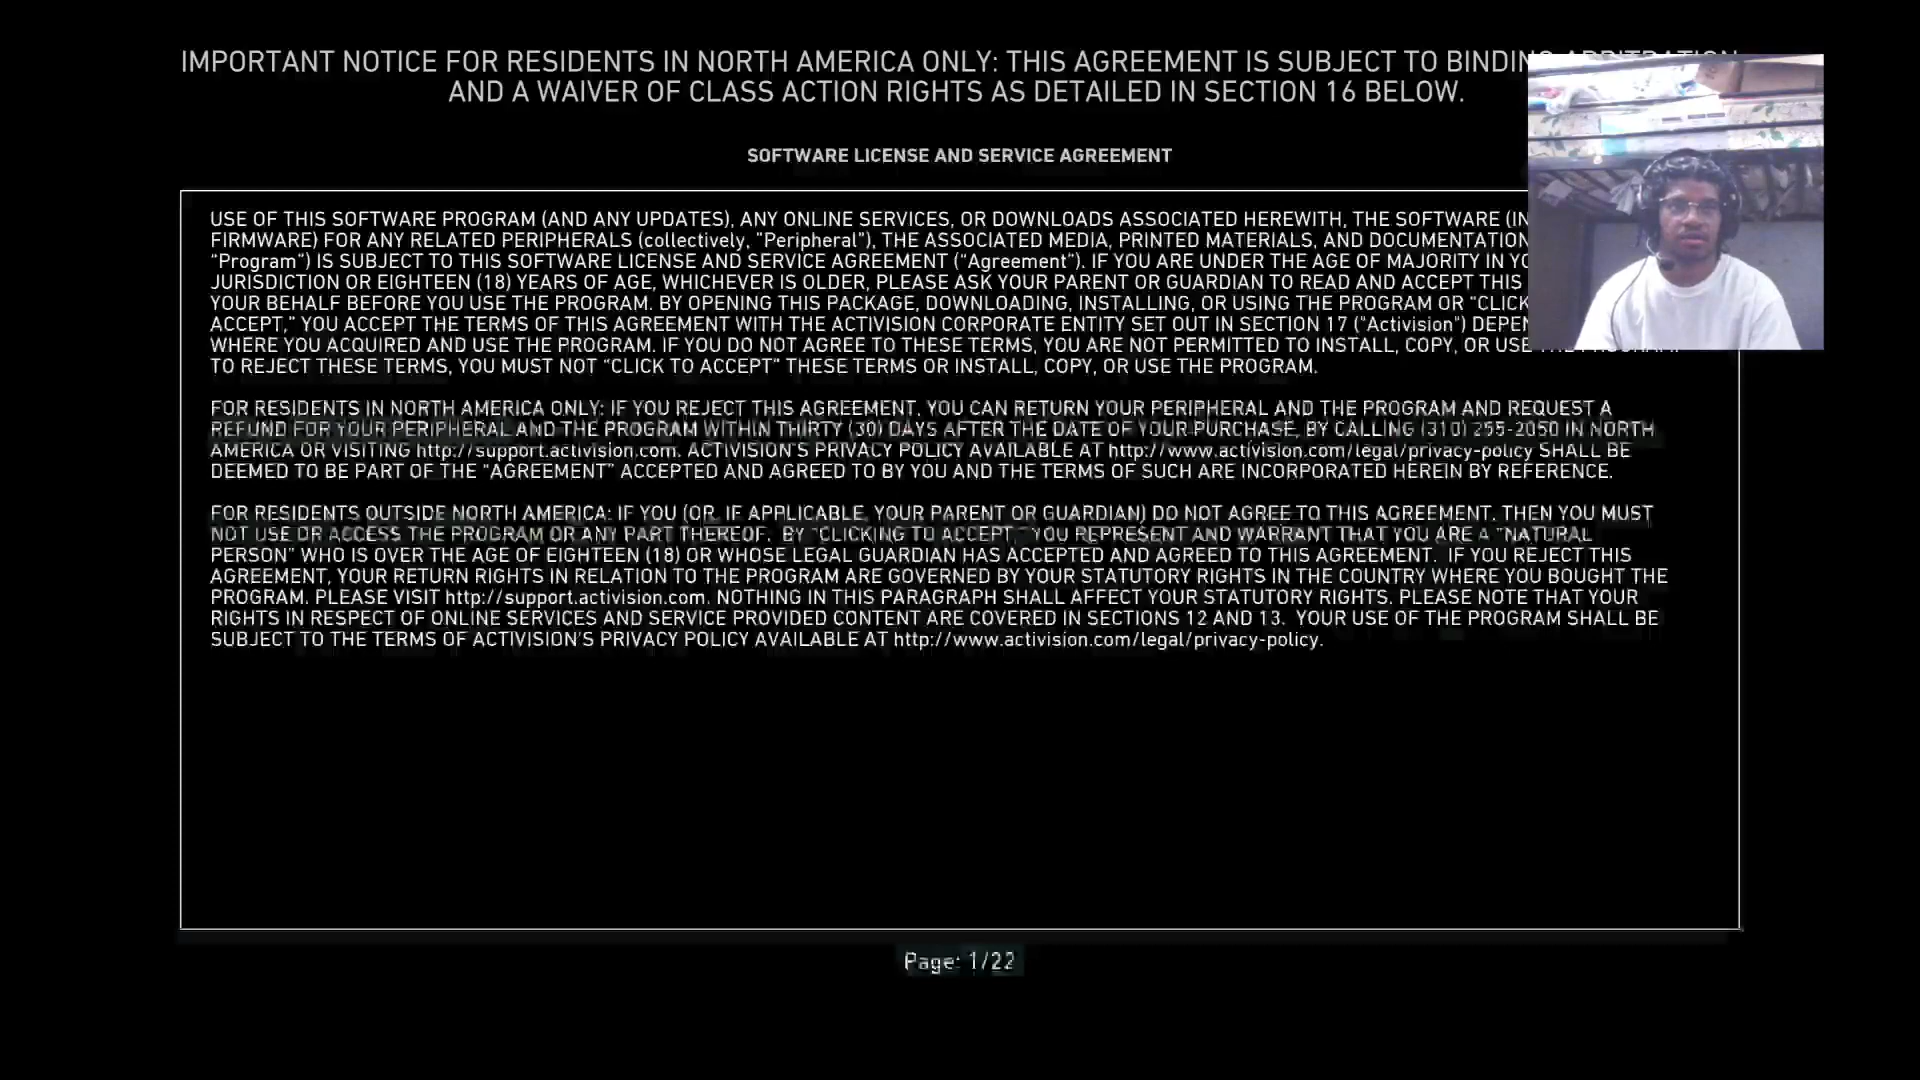 IMPORTANT NOTICE FOR RESIDENTS IN NORTH AMERICA ONLY: THIS AGREEMENT IS SUBJECT TO BINDING ARBITRATION
AND A WAIVER OF CLASS ACTION RIGHTS AS DETAILED IN SECTION 16 BELOW.
SOFTWARE LICENSE AND SERVICE AGREEMENT
USE OF THIS SOFTWARE PROGRAM (AND ANY UPDATES), ANY ONLINE SERVICES, OR DOWNLOADS ASSOCIATED HEREWITH, THE SOFTWARE
FIRMWARE) FOR ANY RELATED PERIPHERALS (collectively, "Peripheral"), THE ASSOCIATED MEDIA, PRINTED MATERIALS, AND DOCUMENTATION
“Program”) IS SUBJECT TO THIS SOFTWARE LICENSE AND SERVICE AGREEMENT (“Agreement”). IF YOU ARE UNDER THE AGE OF MAJORITY IN
JURISDICTION OR EIGHTEEN (18) YEARS OF AGE, WHICHEVER IS OLDER, PLEASE ASK YOUR PARENT OR GUARDIAN TO READ AND ACCEPT THIS
YOUR BEHALF BEFORE YOU USE THE PROGRAM. BY OPENING THIS PACKAGE, DOWNLOADING, INSTALLING, OR USING THE PROGRAM OR “CLICK
ACCEPT,” YOU ACCEPT THE TERMS OF THIS AGREEMENT WITH THE ACTIVISION CORPORATE ENTITY SET OUT IN SECTION 17 (“Activision”)
WHERE YOU ACQUIRED AND USE THE PROGRAM. IF YOU DO NOT AGREE TO THESE TERMS, YOU ARE NOT PERMITTED TO INSTALL, COPY, OR USE THE PROGRAM.
TO REJECT THESE TERMS, YOU MUST NOT “CLICK TO ACCEPT” THESE TERMS OR INSTALL, COPY, OR USE THE PROGRAM.
FOR RESIDENTS IN NORTH AMERICA ONLY: IF YOU REJECT THIS AGREEMENT, YOU CAN RETURN YOUR PERIPHERAL AND THE PROGRAM AND REQUEST A
REFUND FOR YOUR PERIPHERAL AND THE PROGRAM WITHIN THIRTY (30) DAYS AFTER THE DATE OF YOUR PURCHASE, BY CALLING (310) 255-2050 IN NORTH
AMERICA OR VISITING http://support.activision.com. ACTIVISION’S PRIVACY POLICY AVAILABLE AT http://www.activision.com/legal/privacy-policy SHALL BE
DEEMED TO BE PART OF THE “AGREEMENT” ACCEPTED AND AGREED TO BY YOU AND THE TERMS OF SUCH ARE INCORPORATED HEREIN BY REFERENCE.
FOR RESIDENTS OUTSIDE NORTH AMERICA: IF YOU (OR, IF APPLICABLE, YOUR PARENT OR GUARDIAN) DO NOT AGREE TO THIS AGREEMENT, THEN YOU MUST
NOT USE OR ACCESS THE PROGRAM OR ANY PART THEREOF. BY “CLICKING TO ACCEPT,” YOU REPRESENT AND WARRANT THAT YOU ARE A “NATURAL
PERSON” WHO IS OVER THE AGE OF EIGHTEEN (18) OR WHOSE LEGAL GUARDIAN HAS ACCEPTED AND AGREED TO THIS AGREEMENT. IF YOU REJECT THIS
AGREEMENT, YOUR RETURN RIGHTS IN RELATION TO THE PROGRAM ARE GOVERNED BY YOUR STATUTORY RIGHTS IN THE COUNTRY WHERE YOU BOUGHT THE
PROGRAM. PLEASE VISIT http://support.activision.com. NOTHING IN THIS PARAGRAPH SHALL AFFECT YOUR STATUTORY RIGHTS. PLEASE NOTE THAT YOUR
RIGHTS IN RESPECT OF ONLINE SERVICES AND SERVICE PROVIDED CONTENT ARE COVERED IN SECTIONS 12 AND 13. YOUR USE OF THE PROGRAM SHALL BE
SUBJECT TO THE TERMS OF ACTIVISION’S PRIVACY POLICY AVAILABLE AT http://www.activision.com/legal/privacy-policy.
Page: 1/22